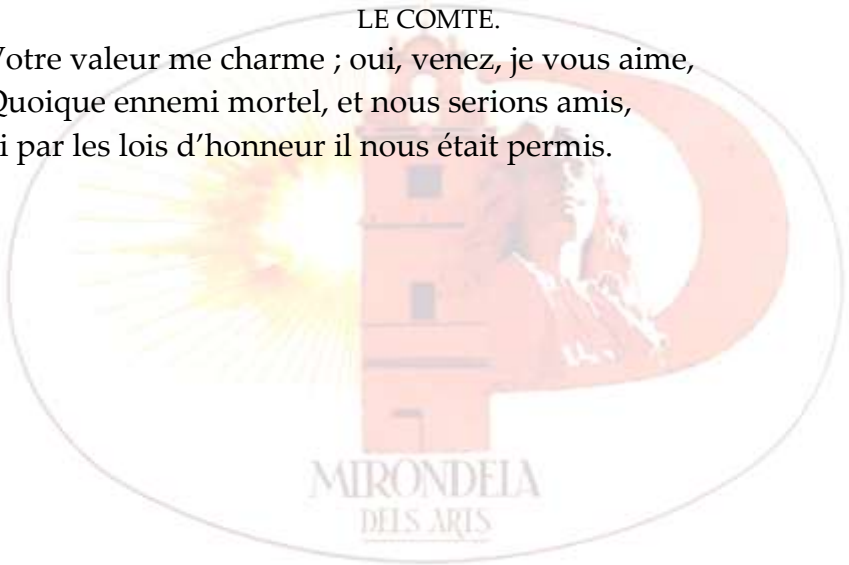 LE COMTE.
Votre valeur me charme ; oui, venez, je vous aime,
Quoique ennemi mortel, et nous serions amis,
i par les lois d’honneur il nous était permis.
MIRONDELA
DELS ARTS